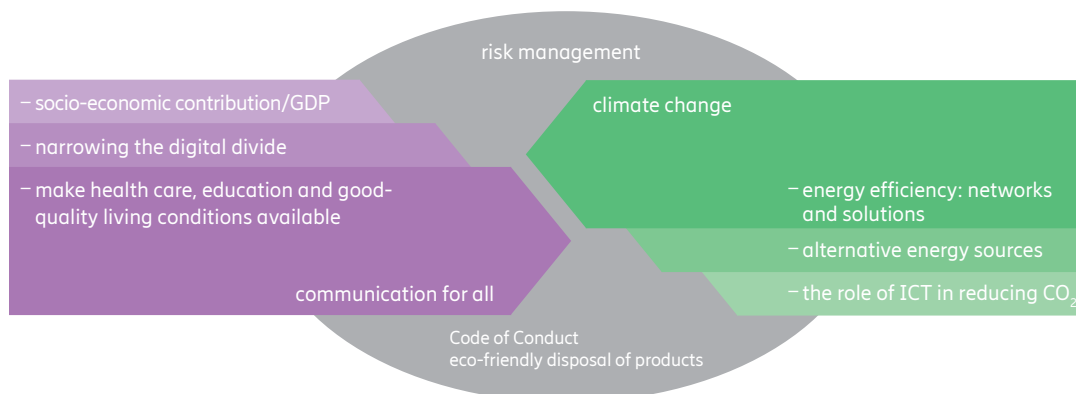 risk management
– socio-economic contribution/GDP
– narrowing the digital divide
– make health care, education and good-
quality living conditions available
communication for all
climate change
– energy efficiency: networks
and solutions
– alternative energy sources
– the role of ICT in reducing CO₂
Code of Conduct
eco-friendly disposal of products